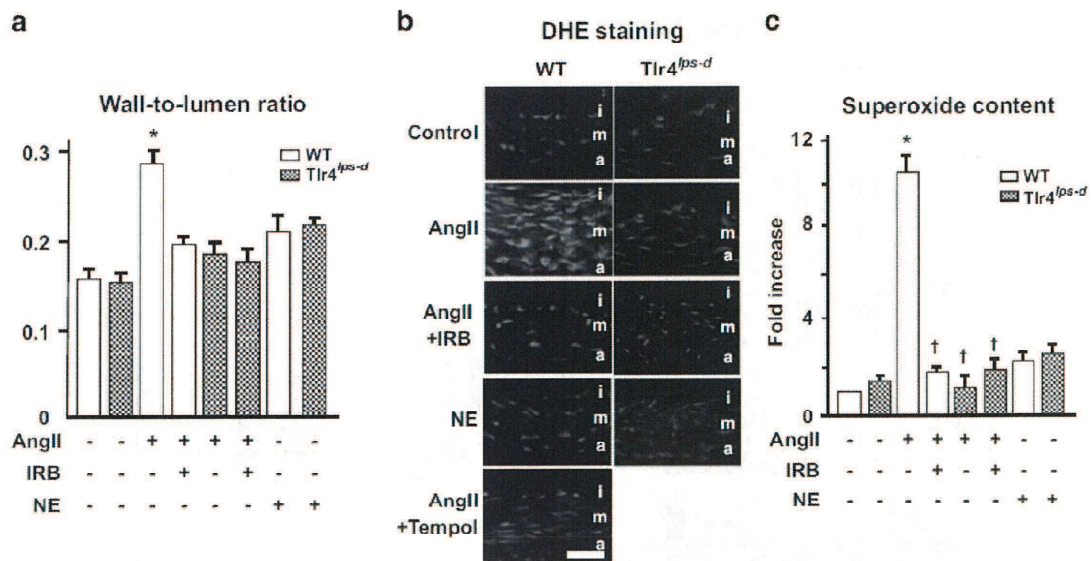 a
Wall-to-lumen ratio
WT
Tlr4lps-d
*
0.3
0.2
0.1
0
AngII - - + + + + - -
IRB - - - + - + - -
NE - - - - - - + +
b
DHE staining
WT Tlr4lps-d
Control i m a i m a
AngII i m a i m a
AngII +IRB i m a i m a
NE i m a i m a
AngII +Tempol i m a
c
Superoxide content
WT
Tlr4lps-d
Fold increase
12
8
4
0
* † † †
AngII - - + + + + - -
IRB - - - + - + - -
NE - - - - - - + +